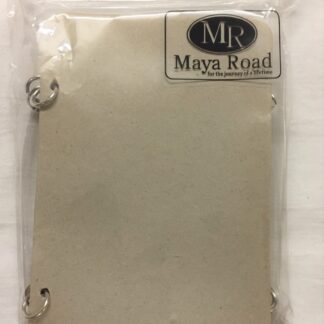 MR
Maya Road
for the journey of a lifetime